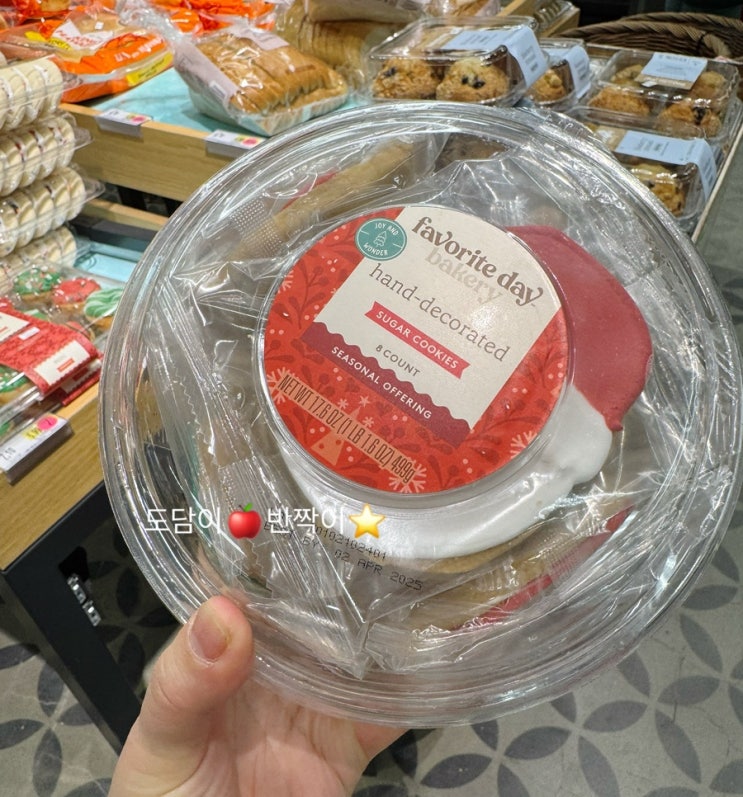 JOY AND
WONDER
favorite day
bakery
hand-decorated
SUGAR COOKIES
8 COUNT
SEASONAL OFFERING
NET WT 17.6 OZ (1 LB 1.6 OZ) 499g
도담이🍎반짝이⭐
BY 02 APR 2025